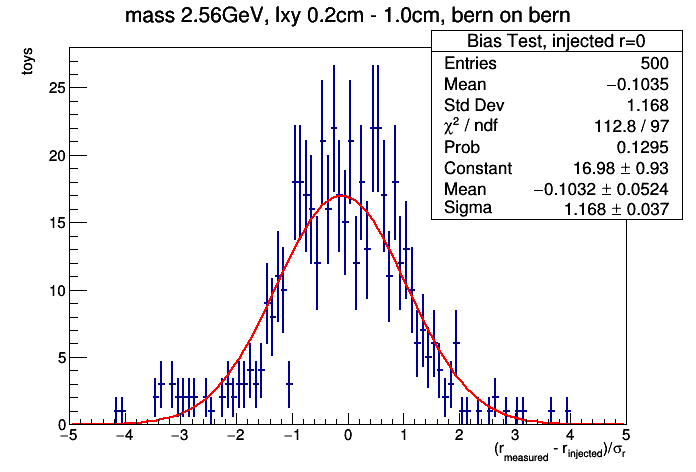 mass 2.56GeV, lxy 0.2cm - 1.0cm, bern on bern
Bias Test, injected r=0
Entries 500
Mean −0.1035
Std Dev 1.168
χ² / ndf 112.8 / 97
Prob 0.1295
Constant 16.98 ± 0.93
Mean −0.1032 ± 0.0524
Sigma 1.168 ± 0.037
toys
25
20
15
10
5
0
−5 −4 −3 −2 −1 0 1 2 3 4 5
(r_measured - r_injected)/σ_r